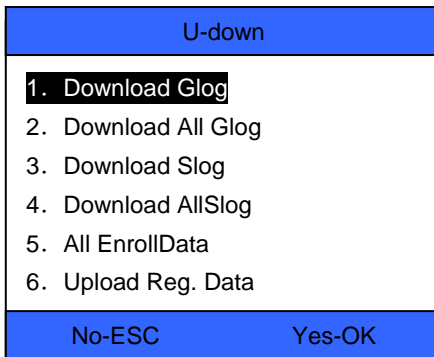 U-down
1. Download Glog
2. Download All Glog
3. Download Slog
4. Download AllSlog
5. All EnrollData
6. Upload Reg. Data
No-ESC Yes-OK